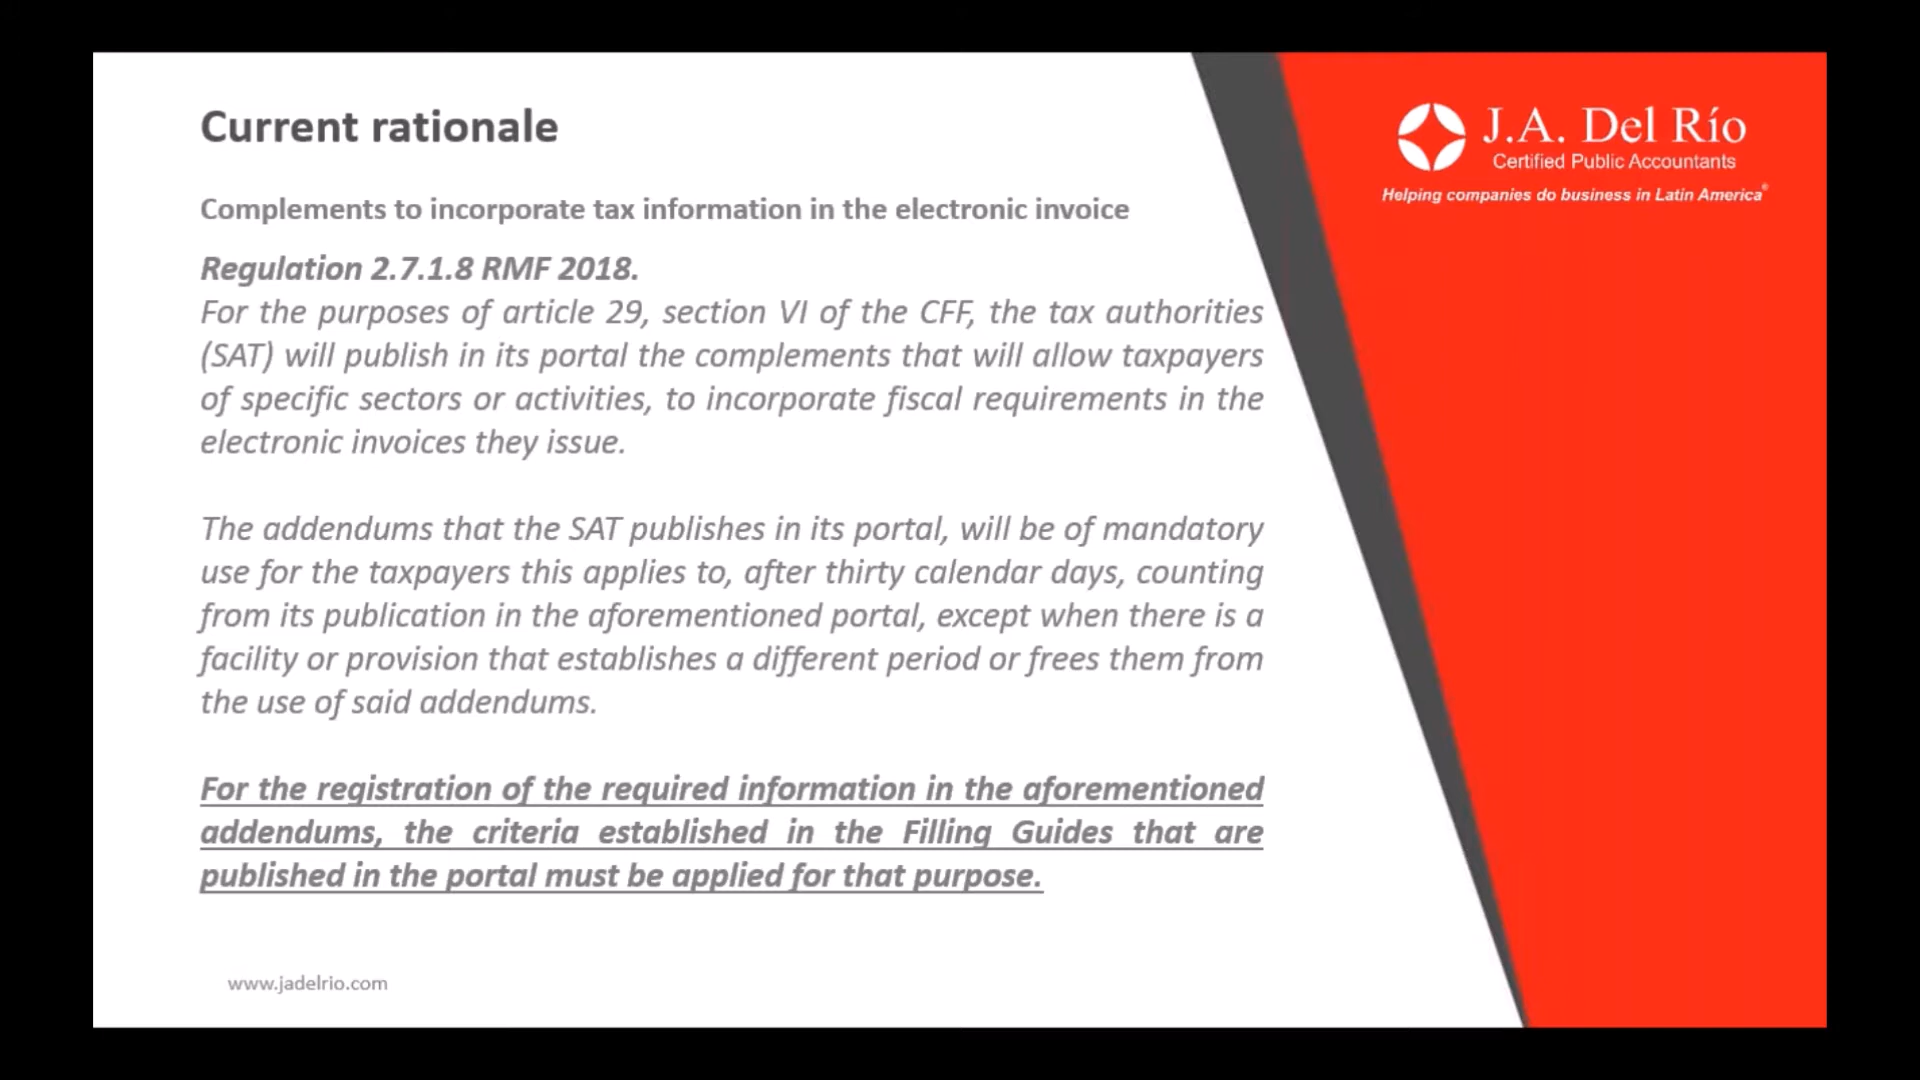 Current rationale
J.A. Del Río
Certified Public Accountants
Helping companies do business in Latin America®
Complements to incorporate tax information in the electronic invoice
Regulation 2.7.1.8 RMF 2018.
For the purposes of article 29, section VI of the CFF, the tax authorities
(SAT) will publish in its portal the complements that will allow taxpayers
of specific sectors or activities, to incorporate fiscal requirements in the
electronic invoices they issue.
The addendums that the SAT publishes in its portal, will be of mandatory
use for the taxpayers this applies to, after thirty calendar days, counting
from its publication in the aforementioned portal, except when there is a
facility or provision that establishes a different period or frees them from
the use of said addendums.
For the registration of the required information in the aforementioned
addendums, the criteria established in the Filling Guides that are
published in the portal must be applied for that purpose.
www.jadelrio.com